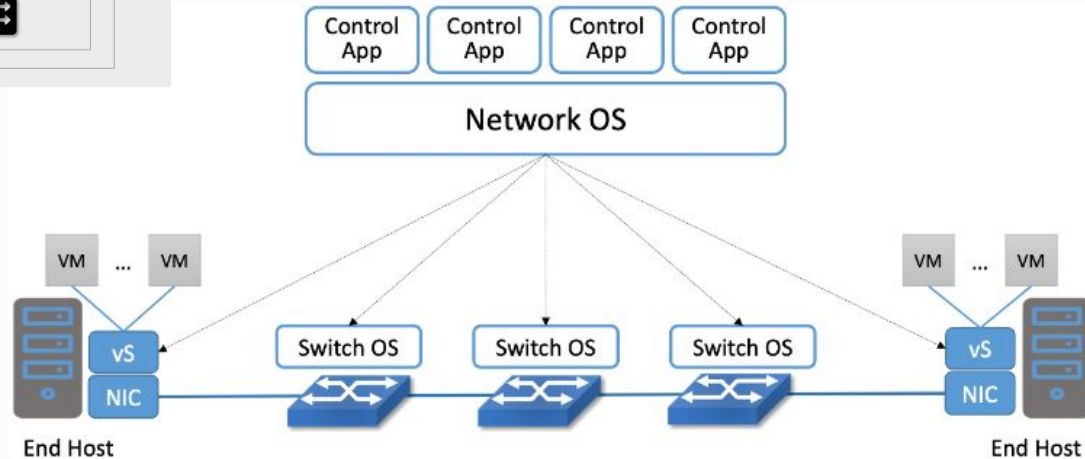 Control App
Control App
Control App
Control App
Network OS
VM
...
VM
VM
...
VM
vS
Switch OS
Switch OS
Switch OS
vS
NIC
NIC
End Host
End Host